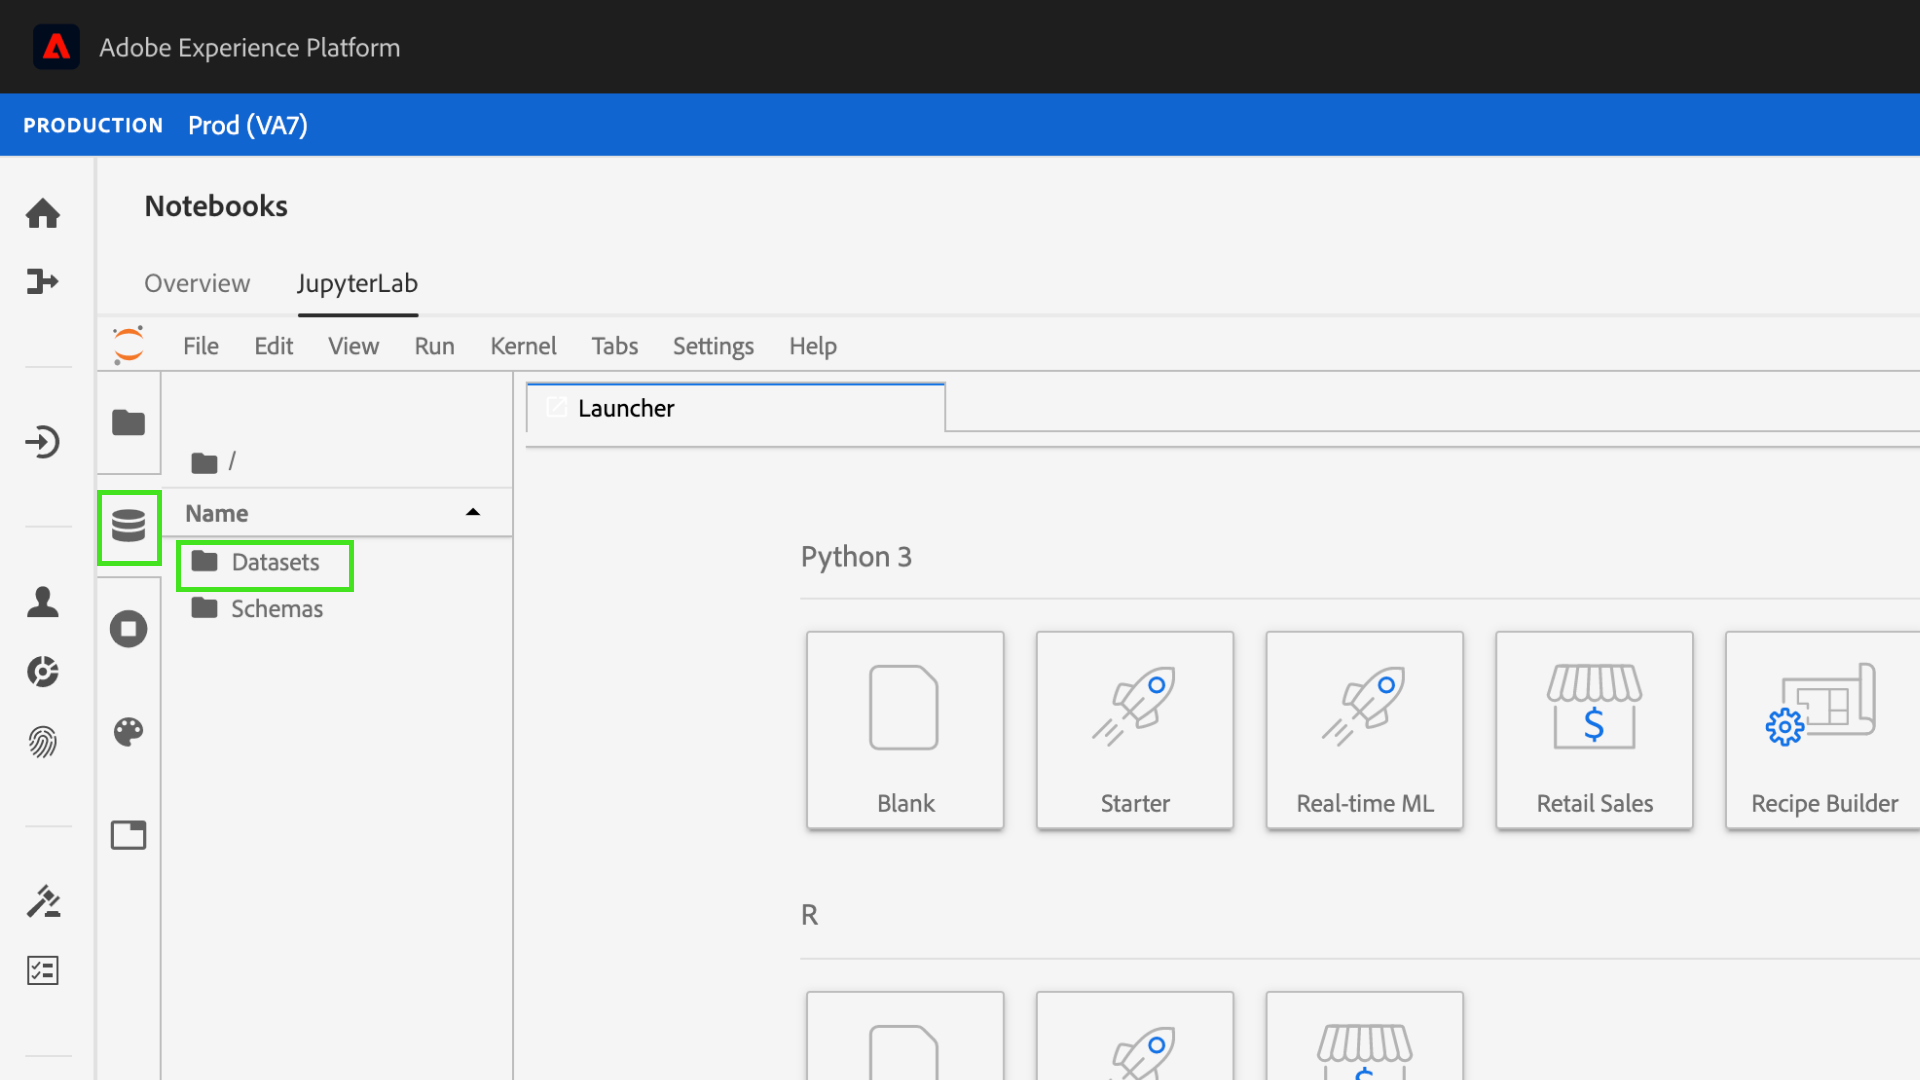 Adobe Experience Platform
PRODUCTION Prod (VA7)
Notebooks
Overview JupyterLab
File Edit View Run Kernel Tabs Settings Help
Launcher
/
Name
Datasets
Schemas
Python 3
Blank Starter Real-time ML Retail Sales Recipe Builder
R